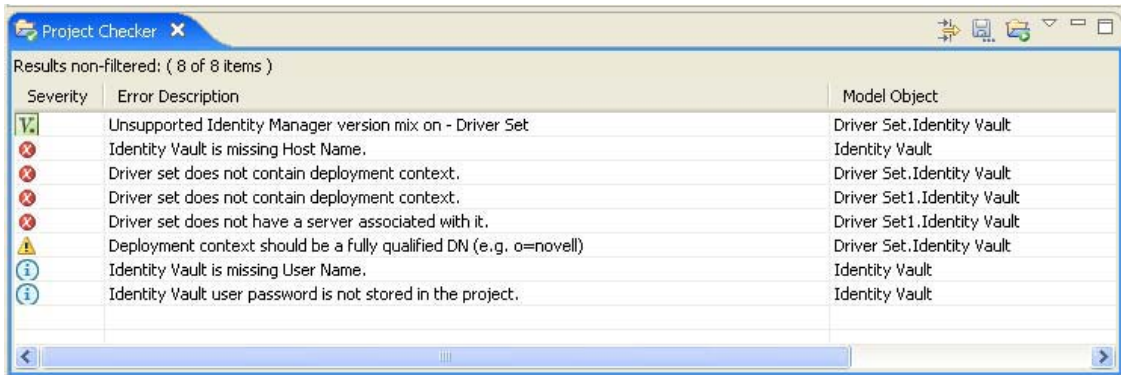 Project Checker
Results non-filtered: ( 8 of 8 items )
Severity Error Description Model Object
V. Unsupported Identity Manager version mix on - Driver Set Driver Set.Identity Vault
Identity Vault is missing Host Name. Identity Vault
Driver set does not contain deployment context. Driver Set.Identity Vault
Driver set does not contain deployment context. Driver Set1.Identity Vault
Driver set does not have a server associated with it. Driver Set1.Identity Vault
Deployment context should be a fully qualified DN (e.g. o=novell) Driver Set.Identity Vault
i Identity Vault is missing User Name. Identity Vault
i Identity Vault user password is not stored in the project. Identity Vault